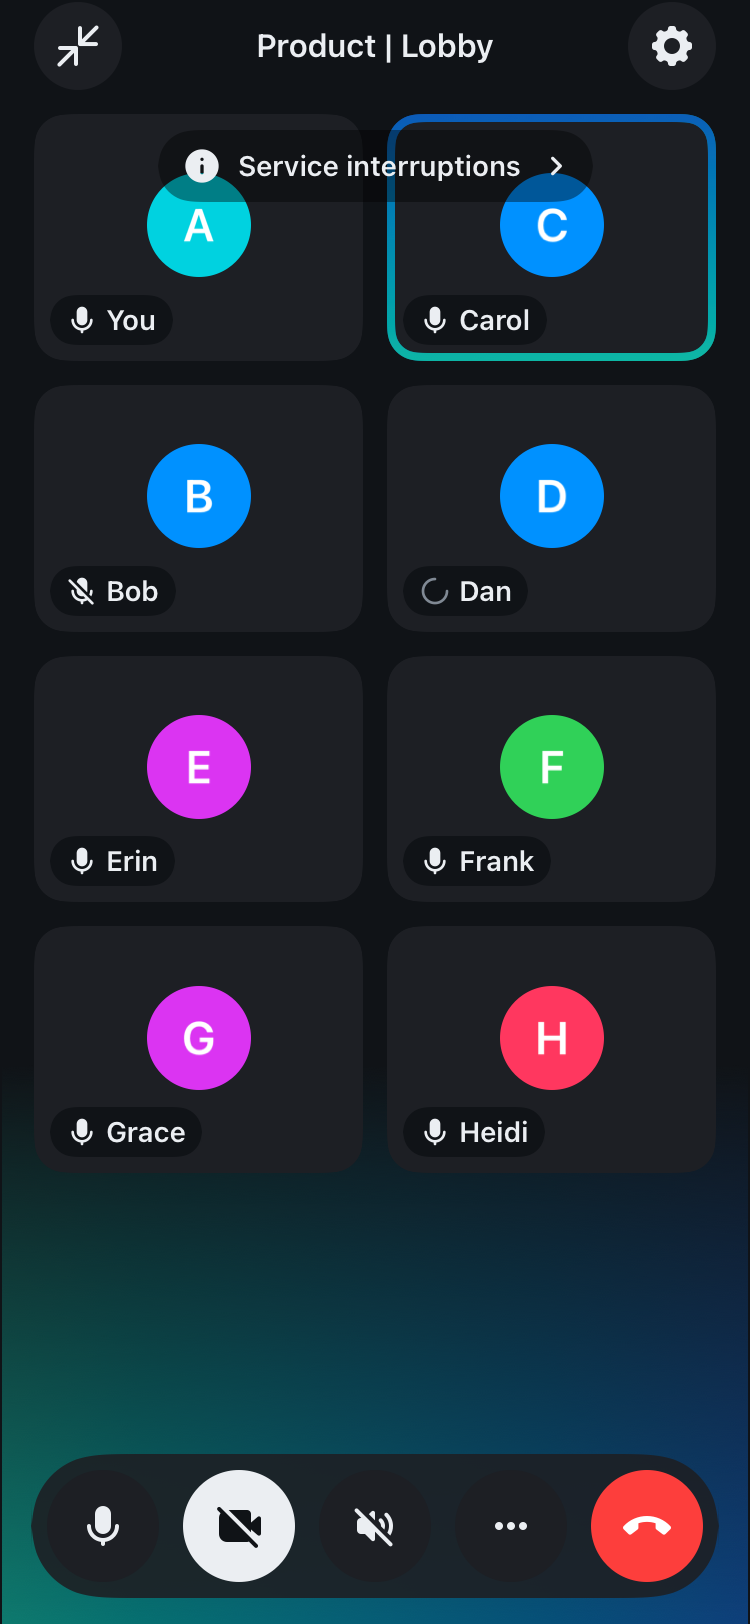 Product | Lobby
Service interruptions
A
C
You
Carol
B
D
Bob
Dan
E
F
Erin
Frank
G
H
Grace
Heidi